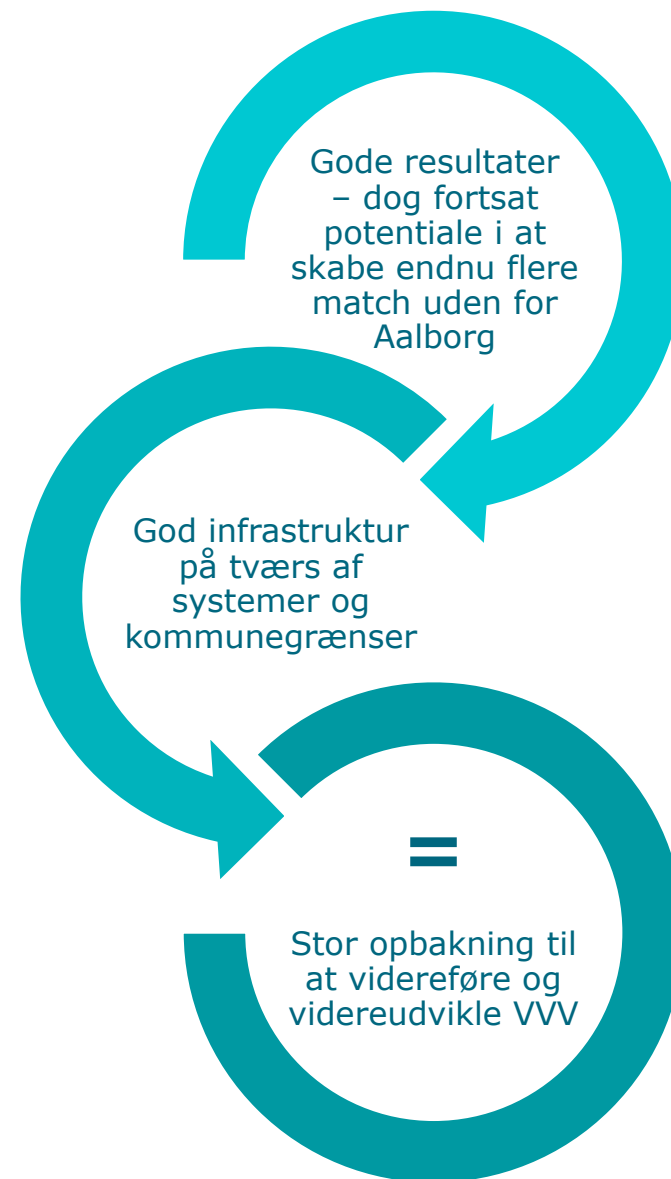 Gode resultater
– dog fortsat
potentiale i at
skabe endnu flere
match uden for
Aalborg
God infrastruktur
på tværs af
systemer og
kommunegrænser
=
Stor opbakning til
at videreføre og
videreudvikle VVV